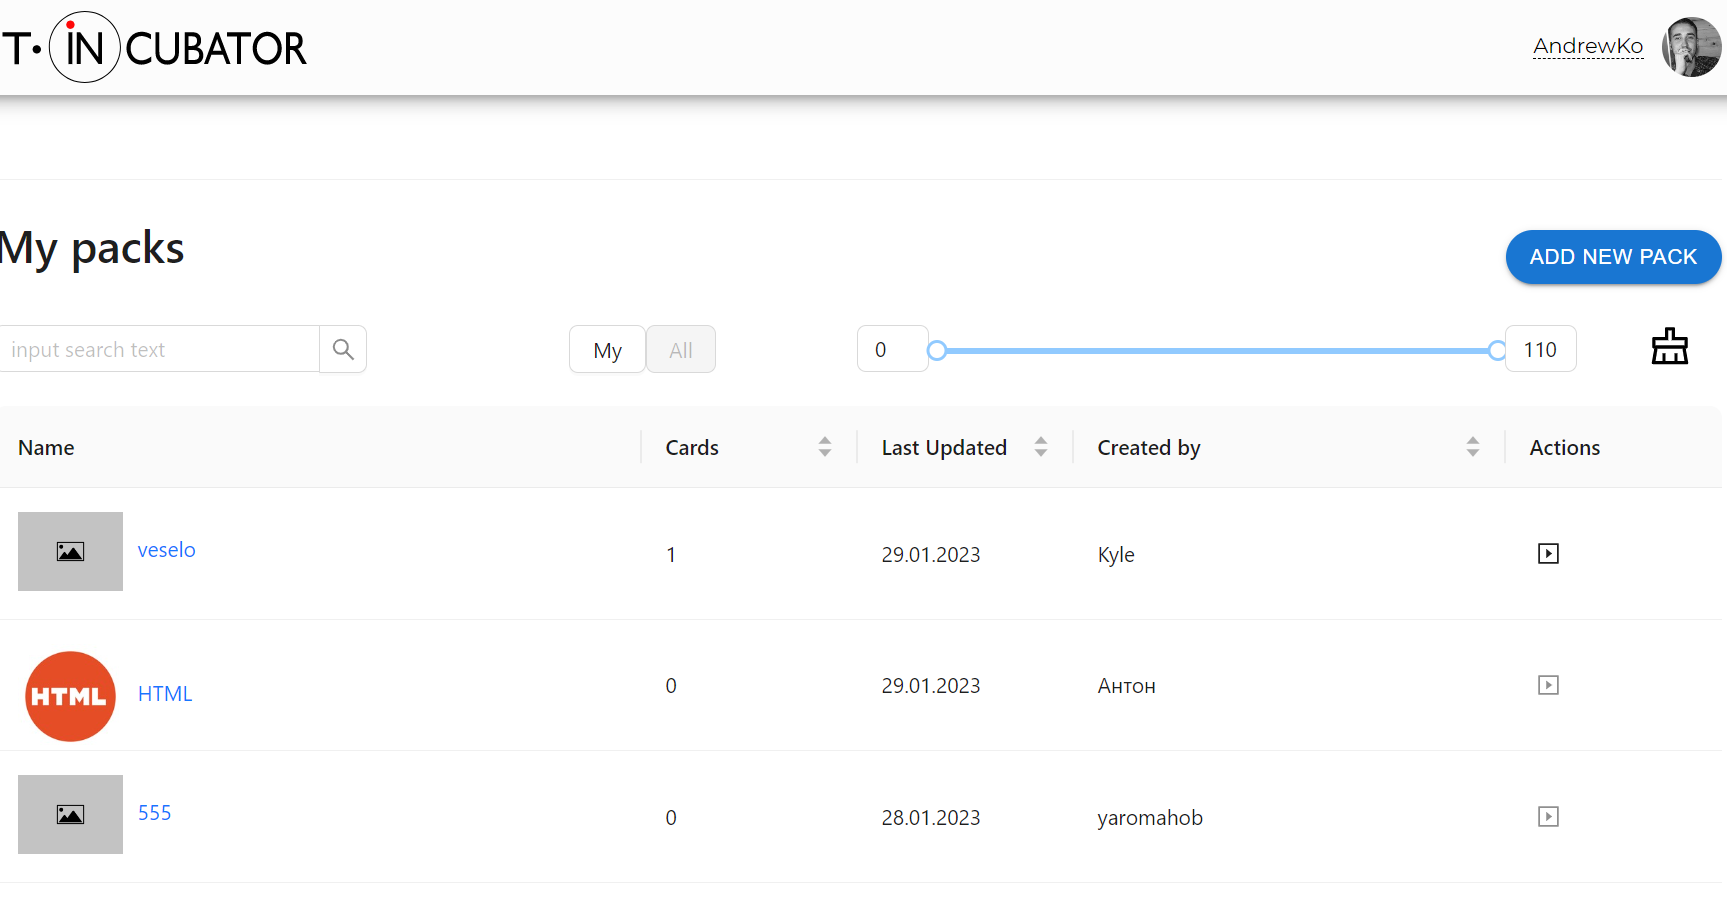 T·INCUBATOR
AndrewKo
My packs
ADD NEW PACK
input search text
My All
0 110
Name Cards Last Updated Created by Actions
veselo 1 29.01.2023 Kyle
HTML HTML 0 29.01.2023 Антон
555 0 28.01.2023 yaromahob